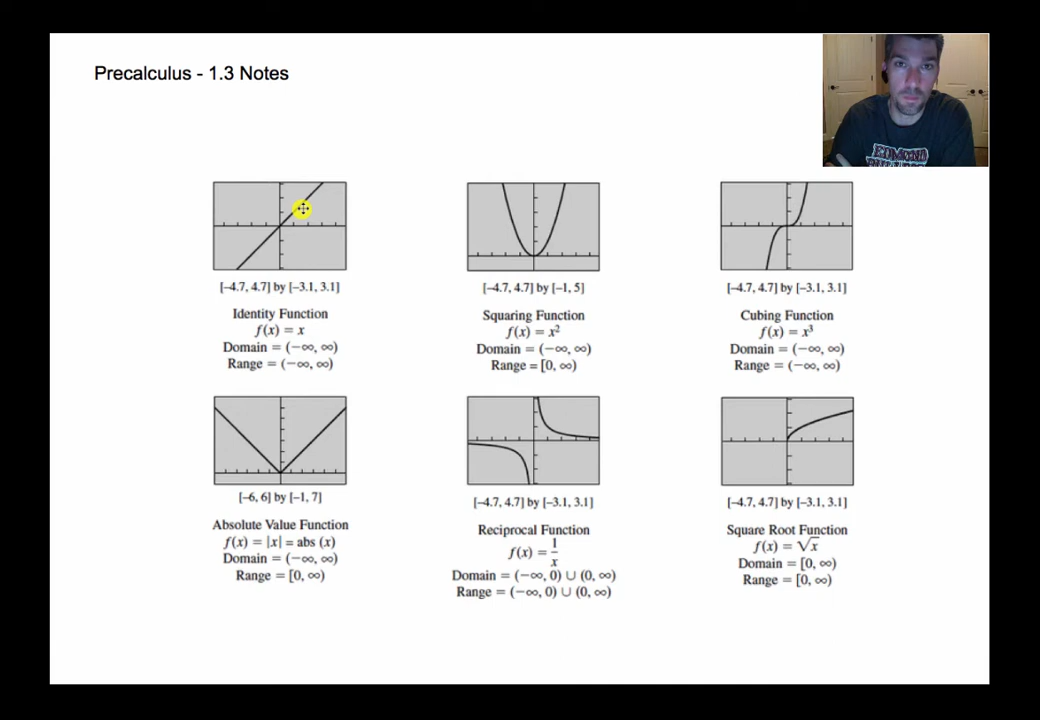 Precalculus - 1.3 Notes
EDMOND
[−4.7, 4.7] by [−3.1, 3.1]
[−4.7, 4.7] by [−1, 5]
[−4.7, 4.7] by [−3.1, 3.1]
Identity Function
f(x) = x
Domain = (−∞, ∞)
Range = (−∞, ∞)
Squaring Function
f(x) = x²
Domain = (−∞, ∞)
Range = [0, ∞)
Cubing Function
f(x) = x³
Domain = (−∞, ∞)
Range = (−∞, ∞)
[−6, 6] by [−1, 7]
[−4.7, 4.7] by [−3.1, 3.1]
[−4.7, 4.7] by [−3.1, 3.1]
Absolute Value Function
f(x) = |x| = abs (x)
Domain = (−∞, ∞)
Range = [0, ∞)
Reciprocal Function
f(x) = 1/x
Domain = (−∞, 0) ∪ (0, ∞)
Range = (−∞, 0) ∪ (0, ∞)
Square Root Function
f(x) = √x
Domain = [0, ∞)
Range = [0, ∞)